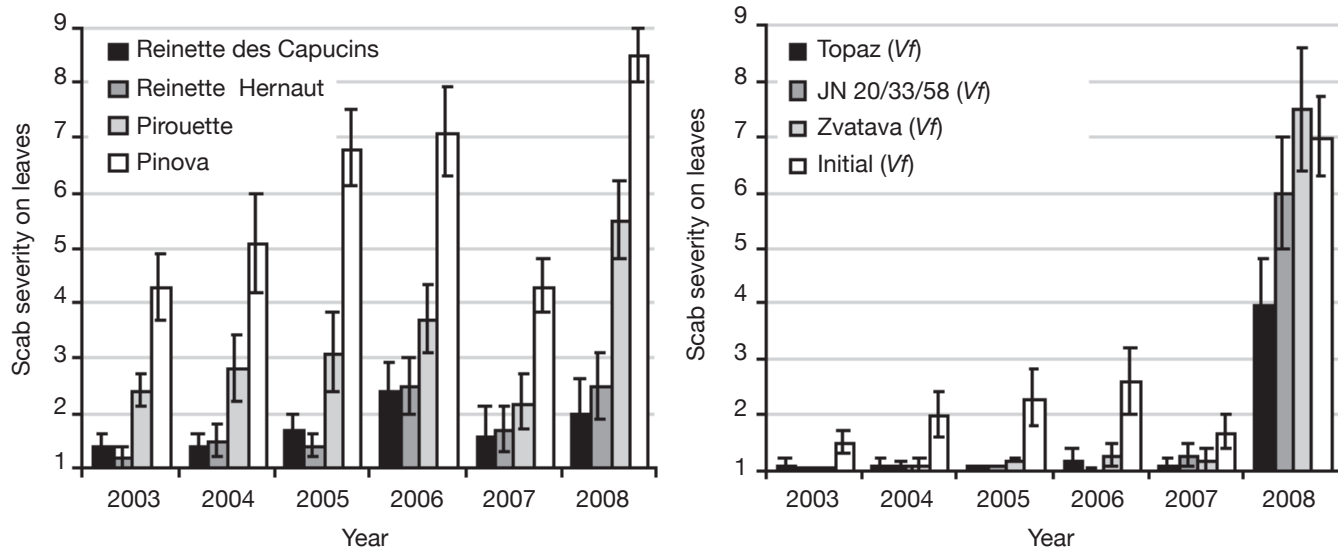 Scab severity on leaves
9
8
7
6
5
4
3
2
1
Reinette des Capucins
Reinette Hernaut
Pirouette
Pinova
2003 2004 2005 2006 2007 2008
Year
Scab severity on leaves
9
8
7
6
5
4
3
2
1
Topaz (Vf)
JN 20/33/58 (Vf)
Zvatava (Vf)
Initial (Vf)
2003 2004 2005 2006 2007 2008
Year